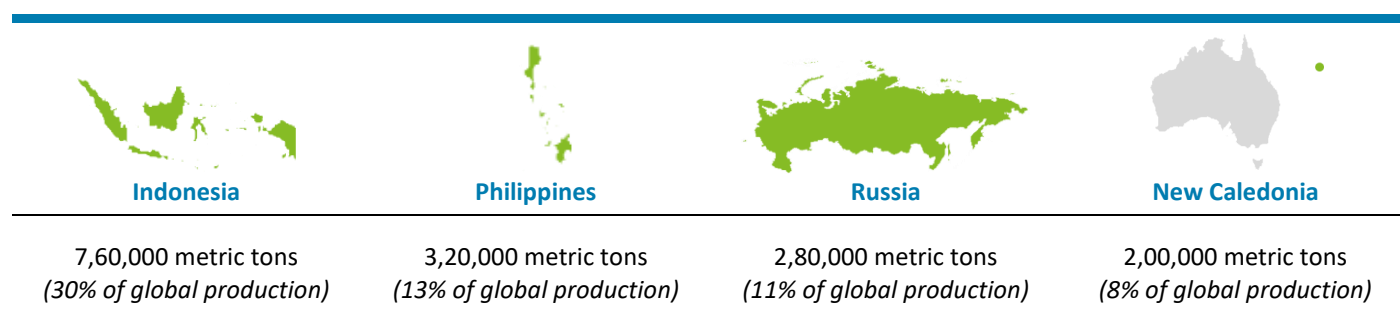 Indonesia
Philippines
Russia
New Caledonia
7,60,000 metric tons
(30% of global production)
3,20,000 metric tons
(13% of global production)
2,80,000 metric tons
(11% of global production)
2,00,000 metric tons
(8% of global production)